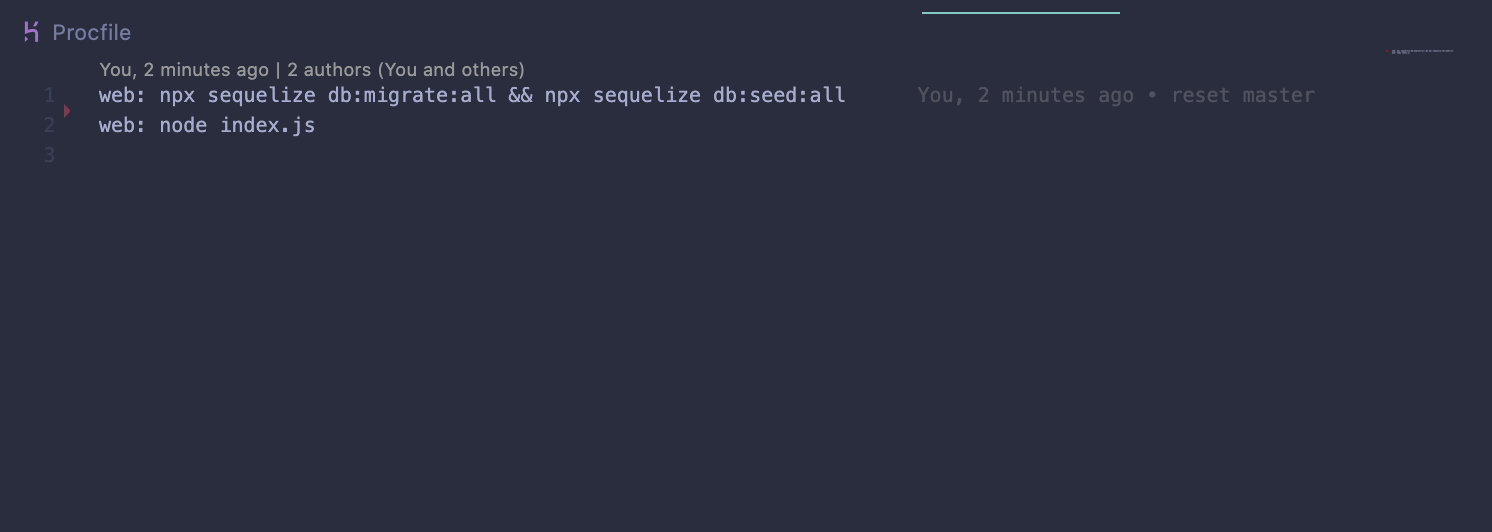 Procfile
You, 2 minutes ago | 2 authors (You and others)
1 web: npx sequelize db:migrate:all && npx sequelize db:seed:all You, 2 minutes ago • reset master
2 web: node index.js
3